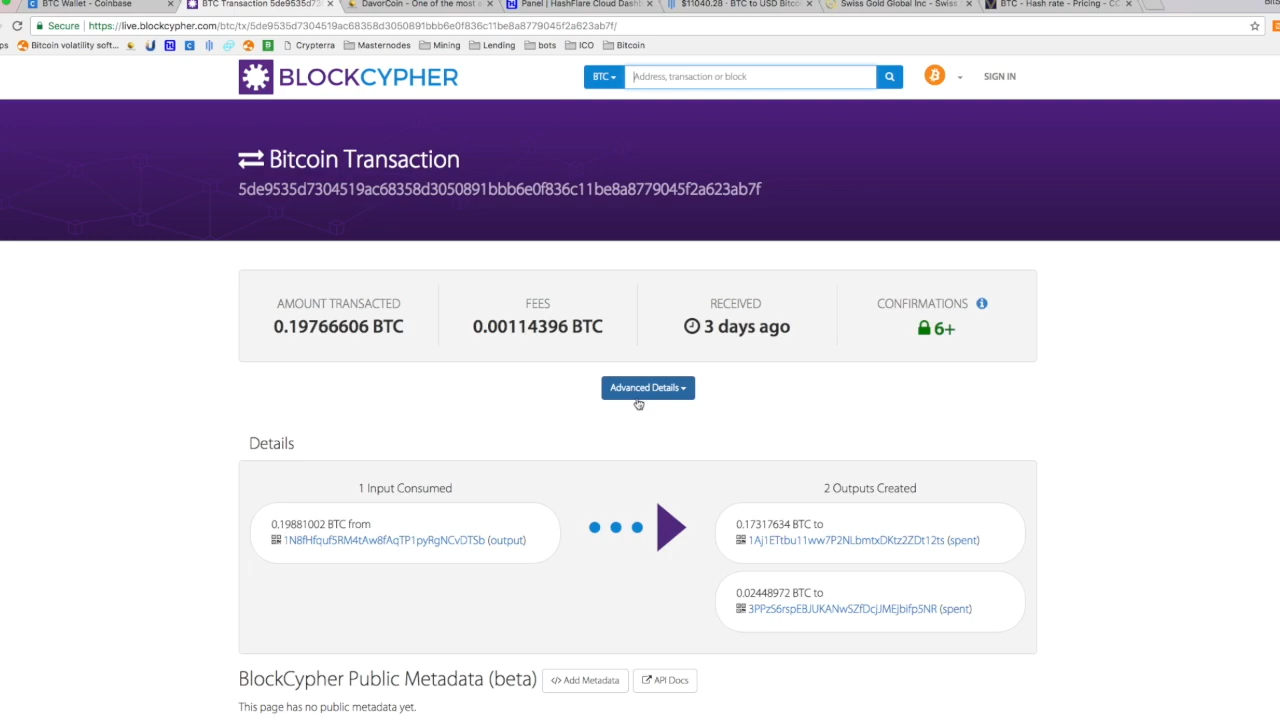 BTC Wallet - Coinbase
BTC Transaction 5de9535d7304519
DavorCoin - One of the most a
Panel | HashFlare Cloud Dashb
$11040.28 · BTC to USD Bitco
Swiss Gold Global Inc - Swiss
BTC - Hash rate - Pricing - CC
Secure
https://live.blockcypher.com/btc/tx/5de9535d7304519ac68358d3050891bbb6e0f836c11be8a8779045f2a623ab7f/
ps
Bitcoin volatility soft...
Crypterra
Masternodes
Mining
Lending
bots
ICO
Bitcoin
BLOCKCYPHER
BTC
Address, transaction or block
SIGN IN
Bitcoin Transaction
5de9535d7304519ac68358d3050891bbb6e0f836c11be8a8779045f2a623ab7f
AMOUNT TRANSACTED
0.19766606 BTC
FEES
0.00114396 BTC
RECEIVED
3 days ago
CONFIRMATIONS
6+
Advanced Details
Details
1 Input Consumed
0.19881002 BTC from
1N8fHfquf5RM4tAw8fAqTP1pyRgNCvDTSb (output)
2 Outputs Created
0.17317634 BTC to
1Aj1ETtbu11ww7P2NLbmtxDKtz2ZDt12ts (spent)
0.02448972 BTC to
3PPzS6rspE8JUKANwSZfDcjJMEjbifp5NR (spent)
BlockCypher Public Metadata (beta)
</> Add Metadata
API Docs
This page has no public metadata yet.